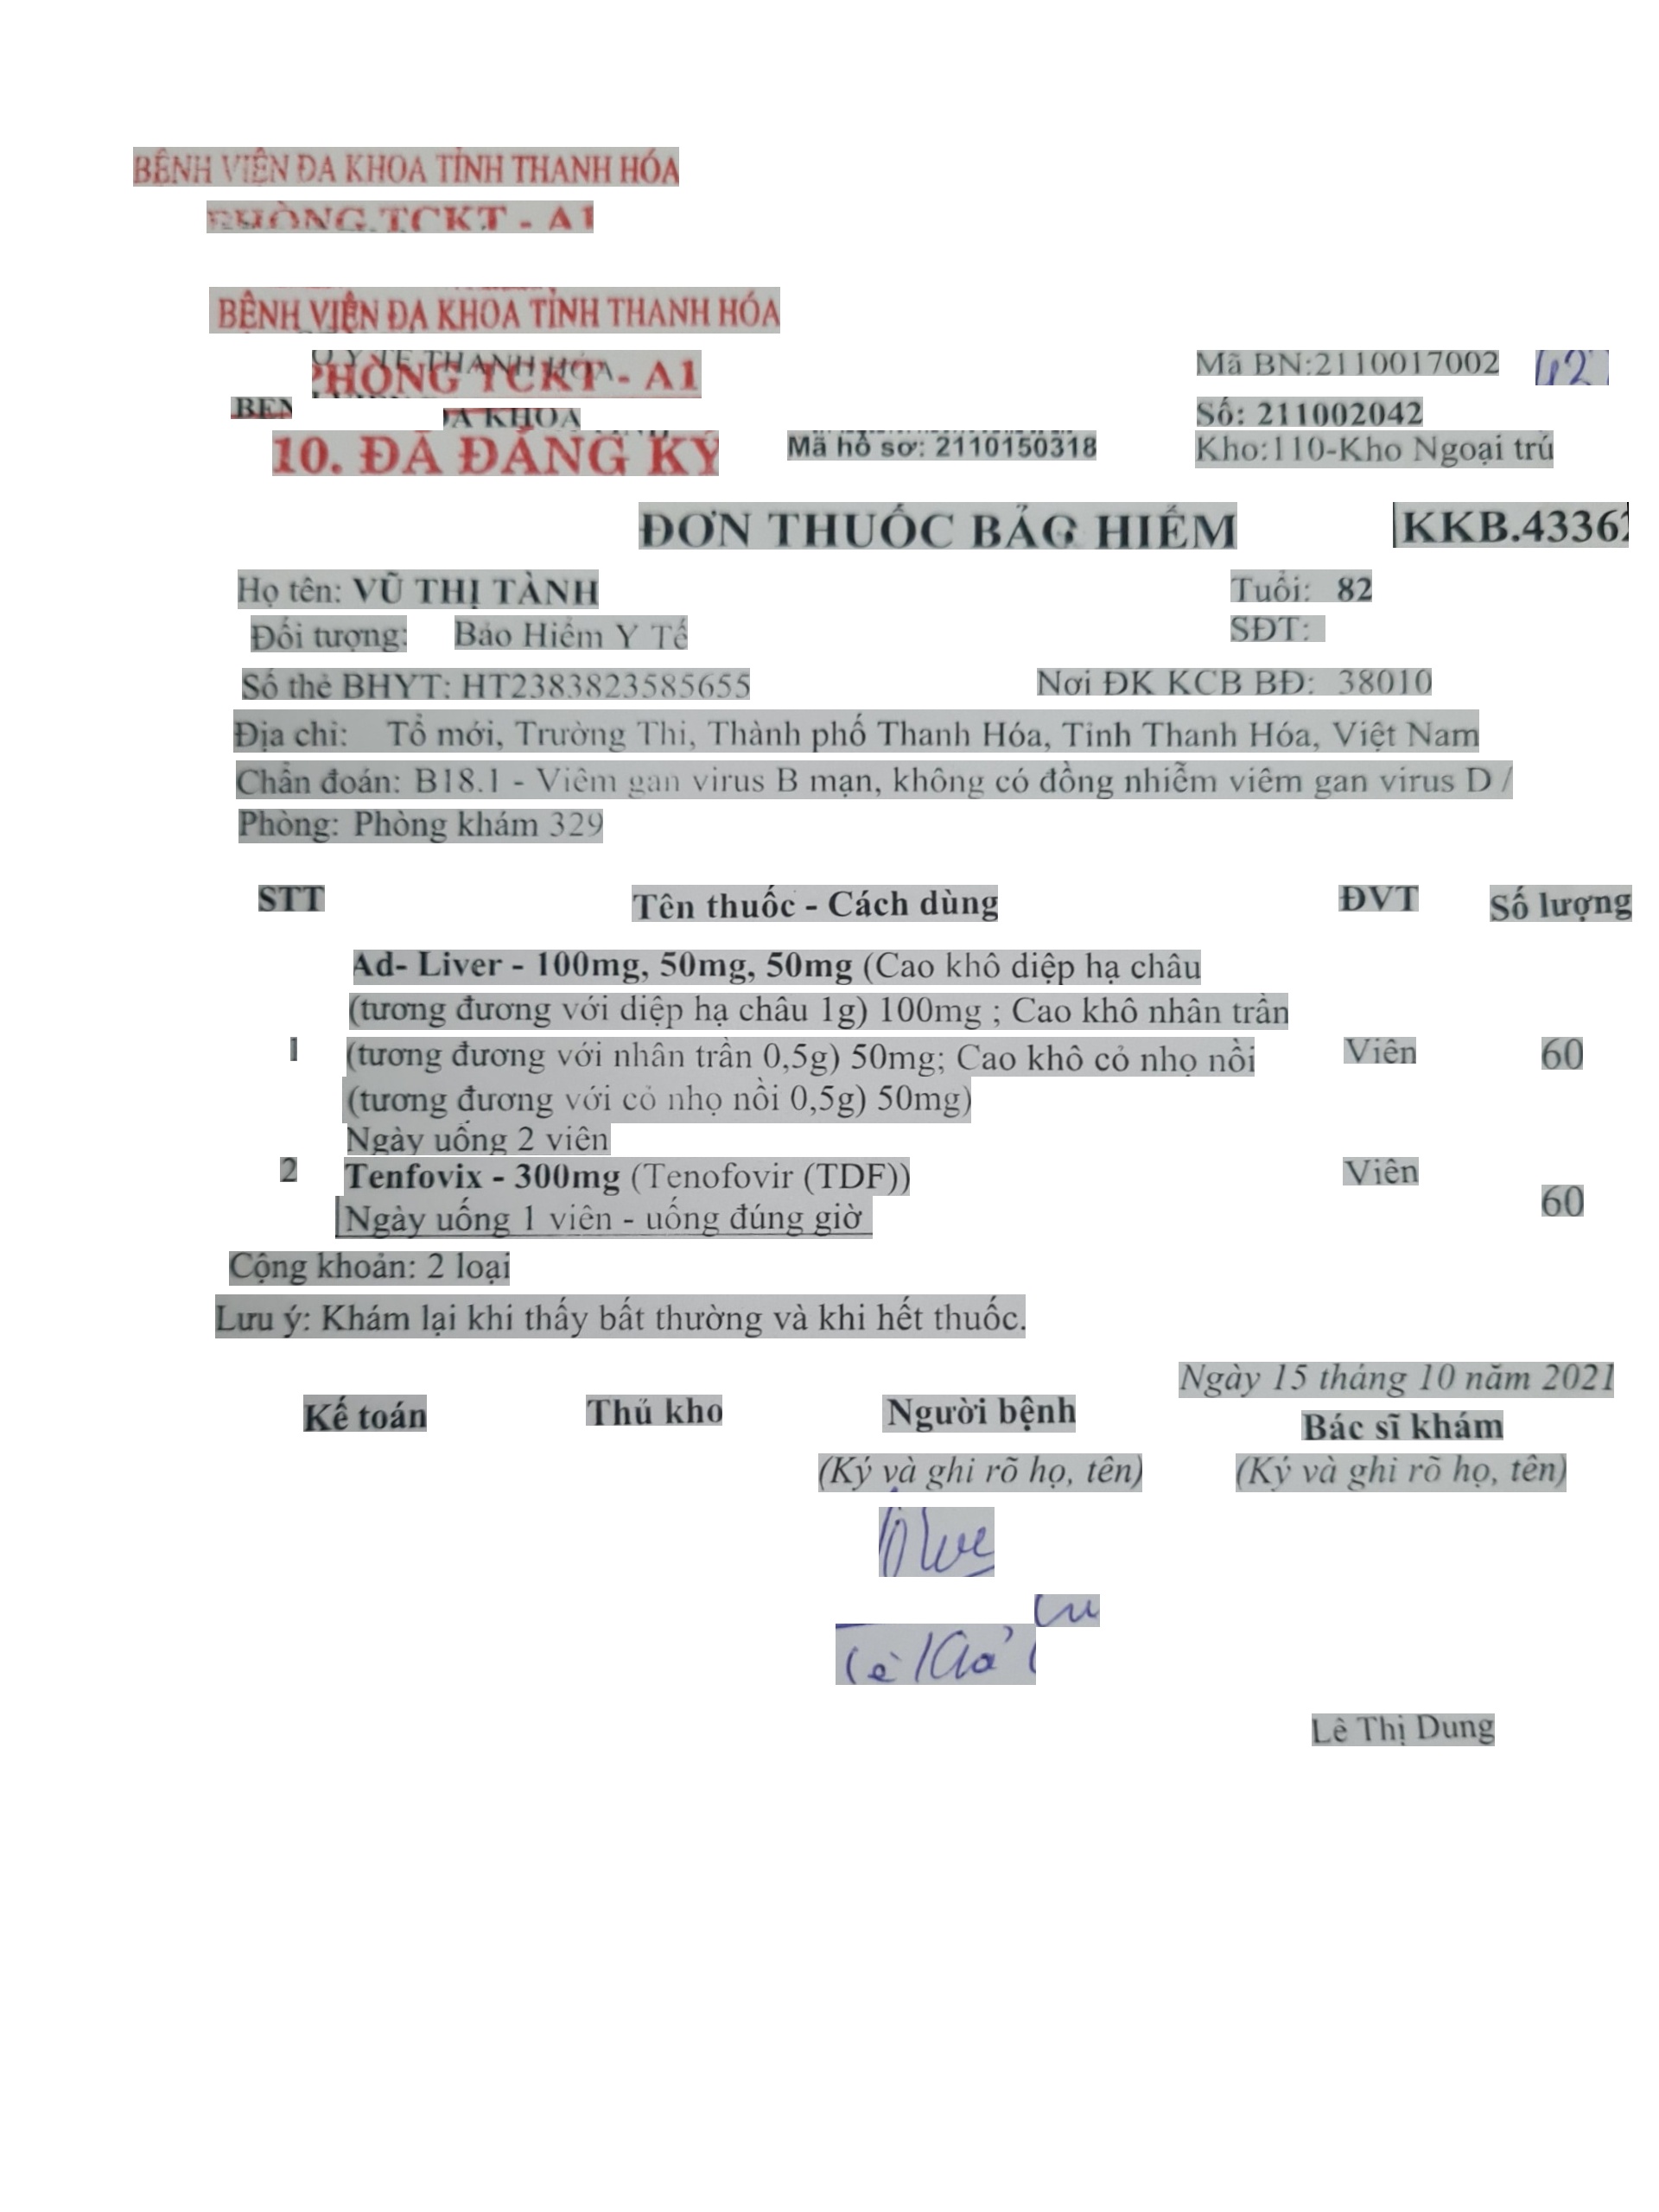 BỆNH VIỆN ĐA KHOA TỈNH THANH HÓA
PHÒNG TCKT - A1
BỆNH VIỆN ĐA KHOA TỈNH THANH HÓA
Y TẾ THANH HÓA
PHÒNG TCKT - A1
Mã BN:2110017002
BỆN
ĐA KHOA
Số: 211002042
10. ĐÃ ĐĂNG KÝ
Mã hồ sơ: 2110150318
Kho:110-Kho Ngoại trú
ĐƠN THUỐC BẢO HIỂM
KKB.4336
Họ tên: VŨ THỊ TÀNH Tuổi: 82
Đối tượng: Bảo Hiểm Y Tế SĐT:
Số thẻ BHYT: HT2383823585655 Nơi ĐK KCB BĐ: 38010
Địa chỉ: Tổ mới, Trường Thi, Thành phố Thanh Hóa, Tỉnh Thanh Hóa, Việt Nam
Chẩn đoán: B18.1 - Viêm gan virus B mạn, không có đồng nhiễm viêm gan virus D /
Phòng: Phòng khám 329
STT Tên thuốc - Cách dùng ĐVT Số lượng
Ad- Liver - 100mg, 50mg, 50mg (Cao khô diệp hạ châu
(tương đương với diệp hạ châu 1g) 100mg ; Cao khô nhân trần
1 (tương đương với nhân trần 0,5g) 50mg; Cao khô cỏ nhọ nồi Viên 60
(tương đương với cỏ nhọ nồi 0,5g) 50mg)
Ngày uống 2 viên
2 Tenfovix - 300mg (Tenofovir (TDF)) Viên 60
Ngày uống 1 viên - uống đúng giờ
Cộng khoản: 2 loại
Lưu ý: Khám lại khi thấy bất thường và khi hết thuốc.
Ngày 15 tháng 10 năm 2021
Kế toán Thủ kho Người bệnh Bác sĩ khám
(Ký và ghi rõ họ, tên) (Ký và ghi rõ họ, tên)
Lê Thị Dung